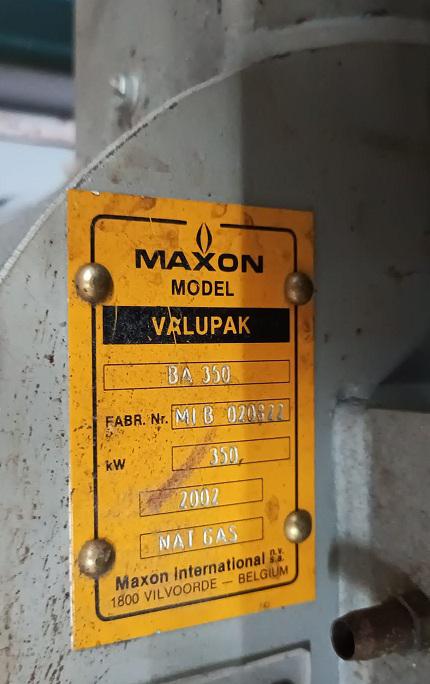 MAXON
MODEL
VALUPAK
BA 350
FABR. Nr. MI B 020822
kW 350
2002
NAT GAS
Maxon International n.v. s.a.
1800 VILVOORDE — BELGIUM